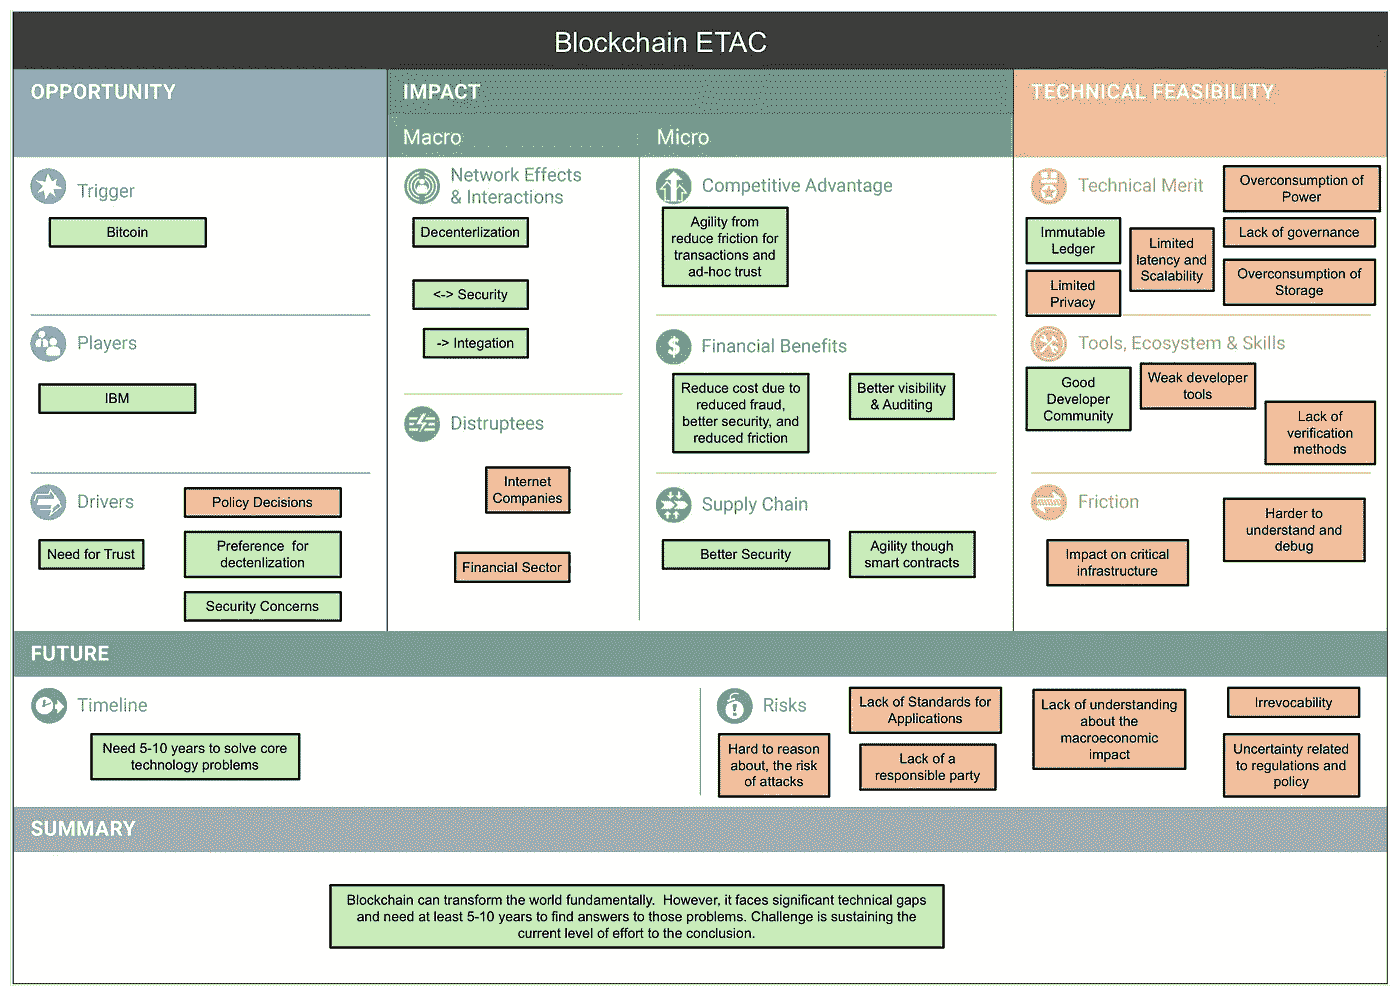 Blockchain ETAC
OPPORTUNITY
Trigger
Bitcoin
Players
IBM
Drivers
Policy Decisions
Need for Trust
Preference for
dectenlization
Security Concerns
IMPACT
Macro
Network Effects
& Interactions
Decenterlization
<-> Security
-> Integation
Distruptees
Internet
Companies
Financial Sector
Micro
Competitive Advantage
Agility from
reduce friction for
transactions and
ad-hoc trust
Financial Benefits
Reduce cost due to
reduced fraud,
better security, and
reduced friction
Better visibility
& Auditing
Supply Chain
Better Security
Agility though
smart contracts
TECHNICAL FEASIBILITY
Technical Merit
Overconsumption of
Power
Immutable
Ledger
Limited
latency and
Scalability
Lack of governance
Limited
Privacy
Overconsumption of
Storage
Tools, Ecosystem & Skills
Good
Developer
Community
Weak developer
tools
Lack of
verification
methods
Friction
Harder to
understand and
debug
Impact on critical
infrastructure
FUTURE
Timeline
Need 5-10 years to solve core
technology problems
Risks
Lack of Standards for
Applications
Hard to reason
about, the risk
of attacks
Lack of a
responsible party
Lack of understanding
about the
macroeconomic
impact
Irrevocability
Uncertainty related
to regulations and
policy
SUMMARY
Blockchain can transform the world fundamentally. However, it faces significant technical gaps
and need at least 5-10 years to find answers to those problems. Challenge is sustaining the
current level of effort to the conclusion.